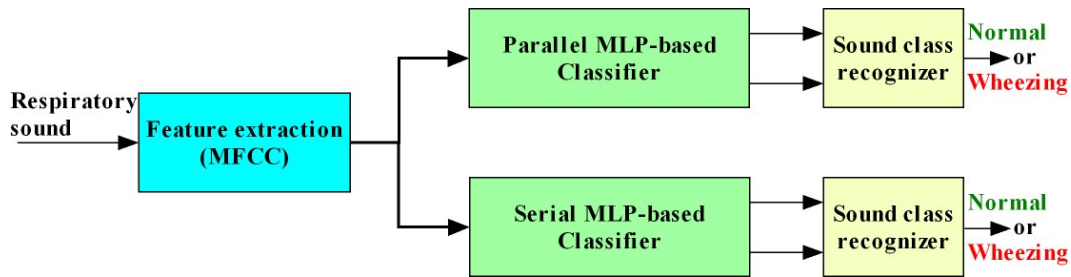 Respiratory
sound
Feature extraction
(MFCC)
Parallel MLP-based
Classifier
Sound class
recognizer
Normal
or
Wheezing
Serial MLP-based
Classifier
Sound class
recognizer
Normal
or
Wheezing